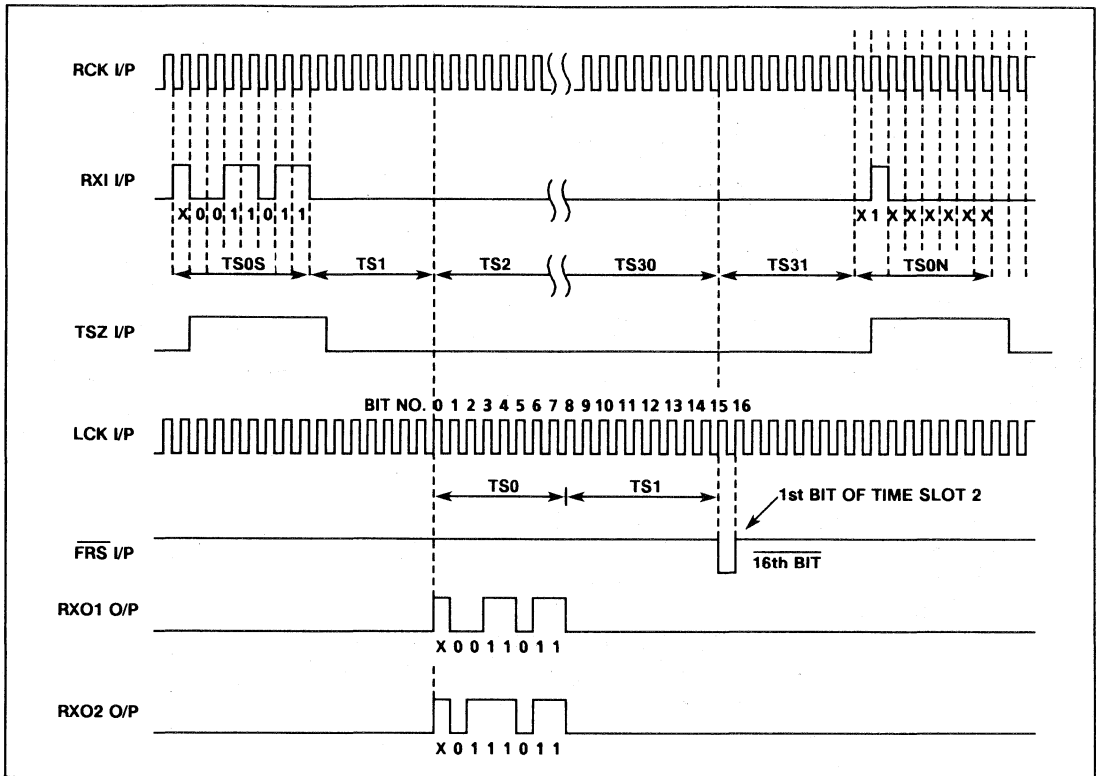 RCK I/P
RXI I/P
X 0 0 1 1 0 1 1
X 1 X X X X X X
TS0S TS1 TS2 TS30 TS31 TS0N
TSZ I/P
BIT NO. 0 1 2 3 4 5 6 7 8 9 10 11 12 13 14 15 16
LCK I/P
TS0 TS1
1st BIT OF TIME SLOT 2
FRS I/P
16th BIT
RXO1 O/P
X 0 0 1 1 0 1 1
RXO2 O/P
X 0 1 1 1 0 1 1